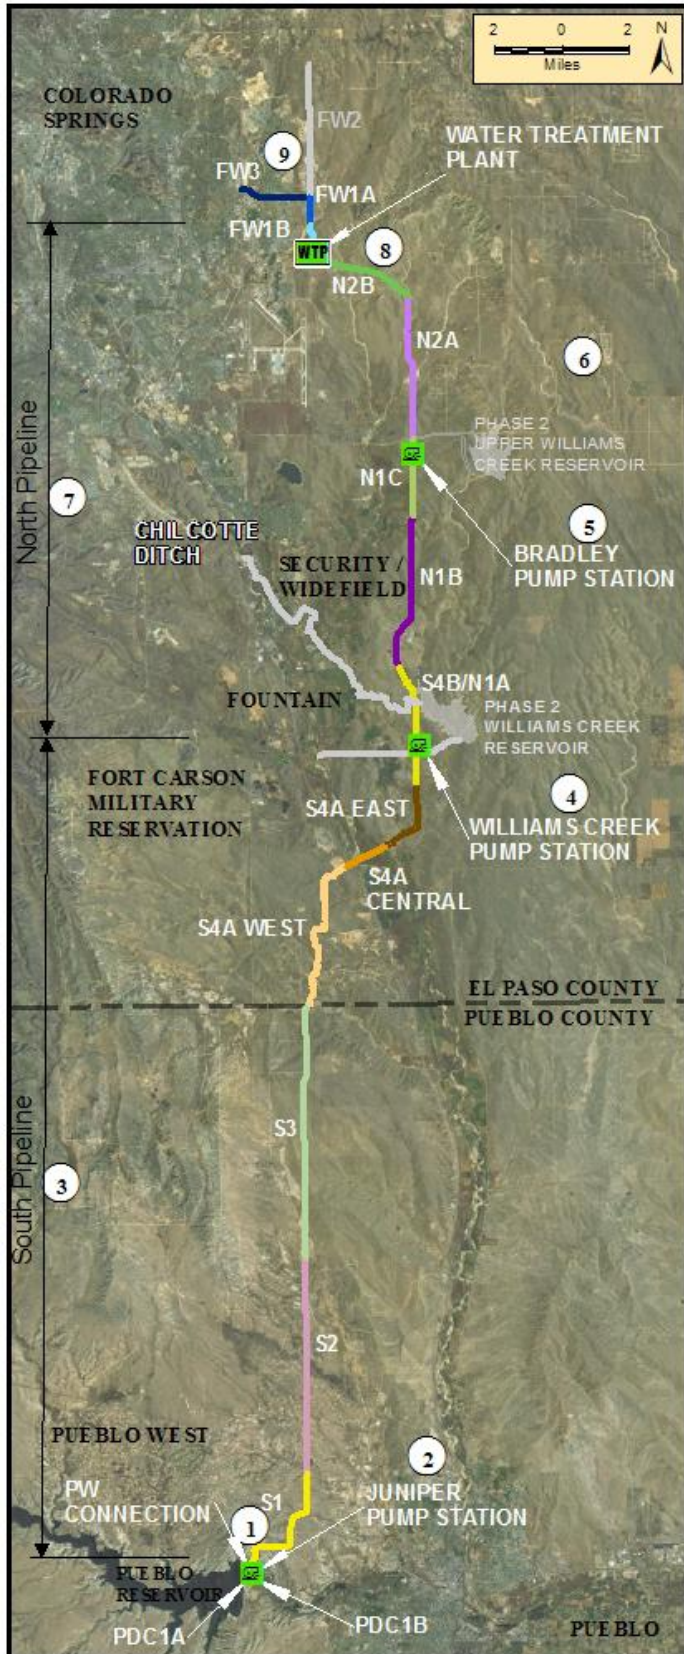 2 0 2 N
Miles
COLORADO
SPRINGS
FW2
WATER TREATMENT
PLANT
9
FW3
FW1A
FW1B
WTP
8
N2B
N2A
6
North Pipeline
PHASE 2
UPPER WILLIAMS
CREEK RESERVOIR
N1C
7
5
CHILCOTTE
DITCH
BRADLEY
PUMP STATION
SECURITY /
WIDEFIELD
N1B
S4B/N1A
FOUNTAIN
PHASE 2
WILLIAMS CREEK
RESERVOIR
FORT CARSON
MILITARY
RESERVATION
4
S4A EAST
WILLIAMS CREEK
PUMP STATION
S4A
CENTRAL
S4A WEST
EL PASO COUNTY
PUEBLO COUNTY
South Pipeline
S3
3
S2
PUEBLO WEST
2
PW
CONNECTION
S1
JUNIPER
PUMP STATION
1
PUEBLO
RESERVOIR
PDC1A
PDC1B
PUEBLO